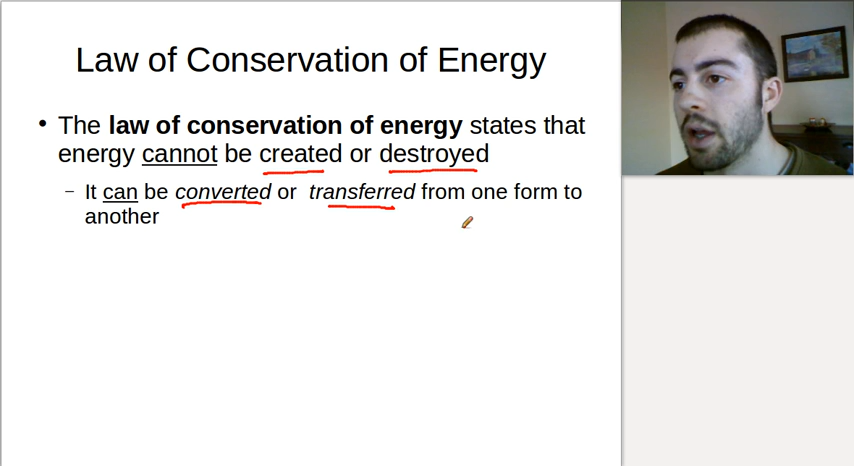 Law of Conservation of Energy
• The law of conservation of energy states that
energy cannot be created or destroyed
– It can be converted or transferred from one form to
another